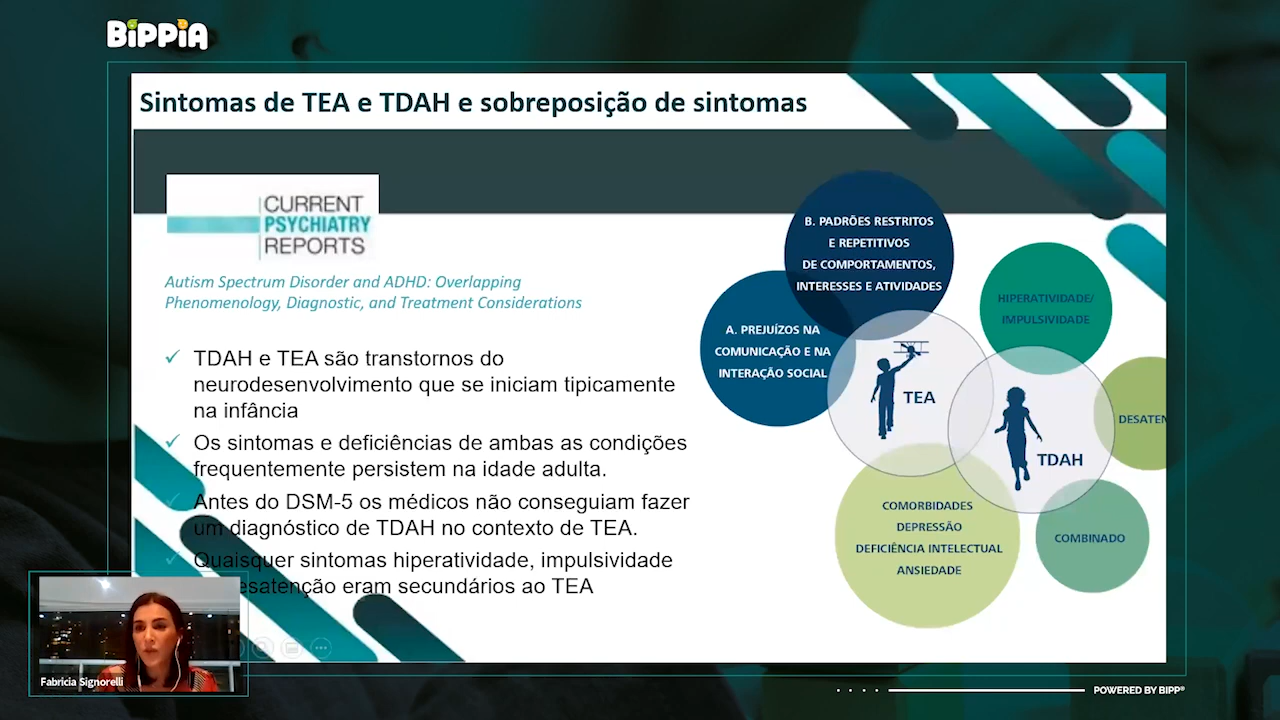 BiPPiA
Sintomas de TEA e TDAH e sobreposição de sintomas
CURRENT
PSYCHIATRY
REPORTS
Autism Spectrum Disorder and ADHD: Overlapping
Phenomenology, Diagnostic, and Treatment Considerations
TDAH e TEA são transtornos do
neurodesenvolvimento que se iniciam tipicamente
na infância
Os sintomas e deficiências de ambas as condições
frequentemente persistem na idade adulta.
Antes do DSM-5 os médicos não conseguiam fazer
um diagnóstico de TDAH no contexto de TEA.
Quaisquer sintomas hiperatividade, impulsividade
esatenção eram secundários ao TEA
B. PADRÕES RESTRITOS
E REPETITIVOS
DE COMPORTAMENTOS,
INTERESSES E ATIVIDADES
A. PREJUÍZOS NA
COMUNICAÇÃO E NA
INTERAÇÃO SOCIAL
HIPERATIVIDADE/
IMPULSIVIDADE
TEA
DESATEN
TDAH
COMORBIDADES
DEPRESSÃO
DEFICIÊNCIA INTELECTUAL
ANSIEDADE
COMBINADO
Fabricia Signorelli
POWERED BY BIPP®